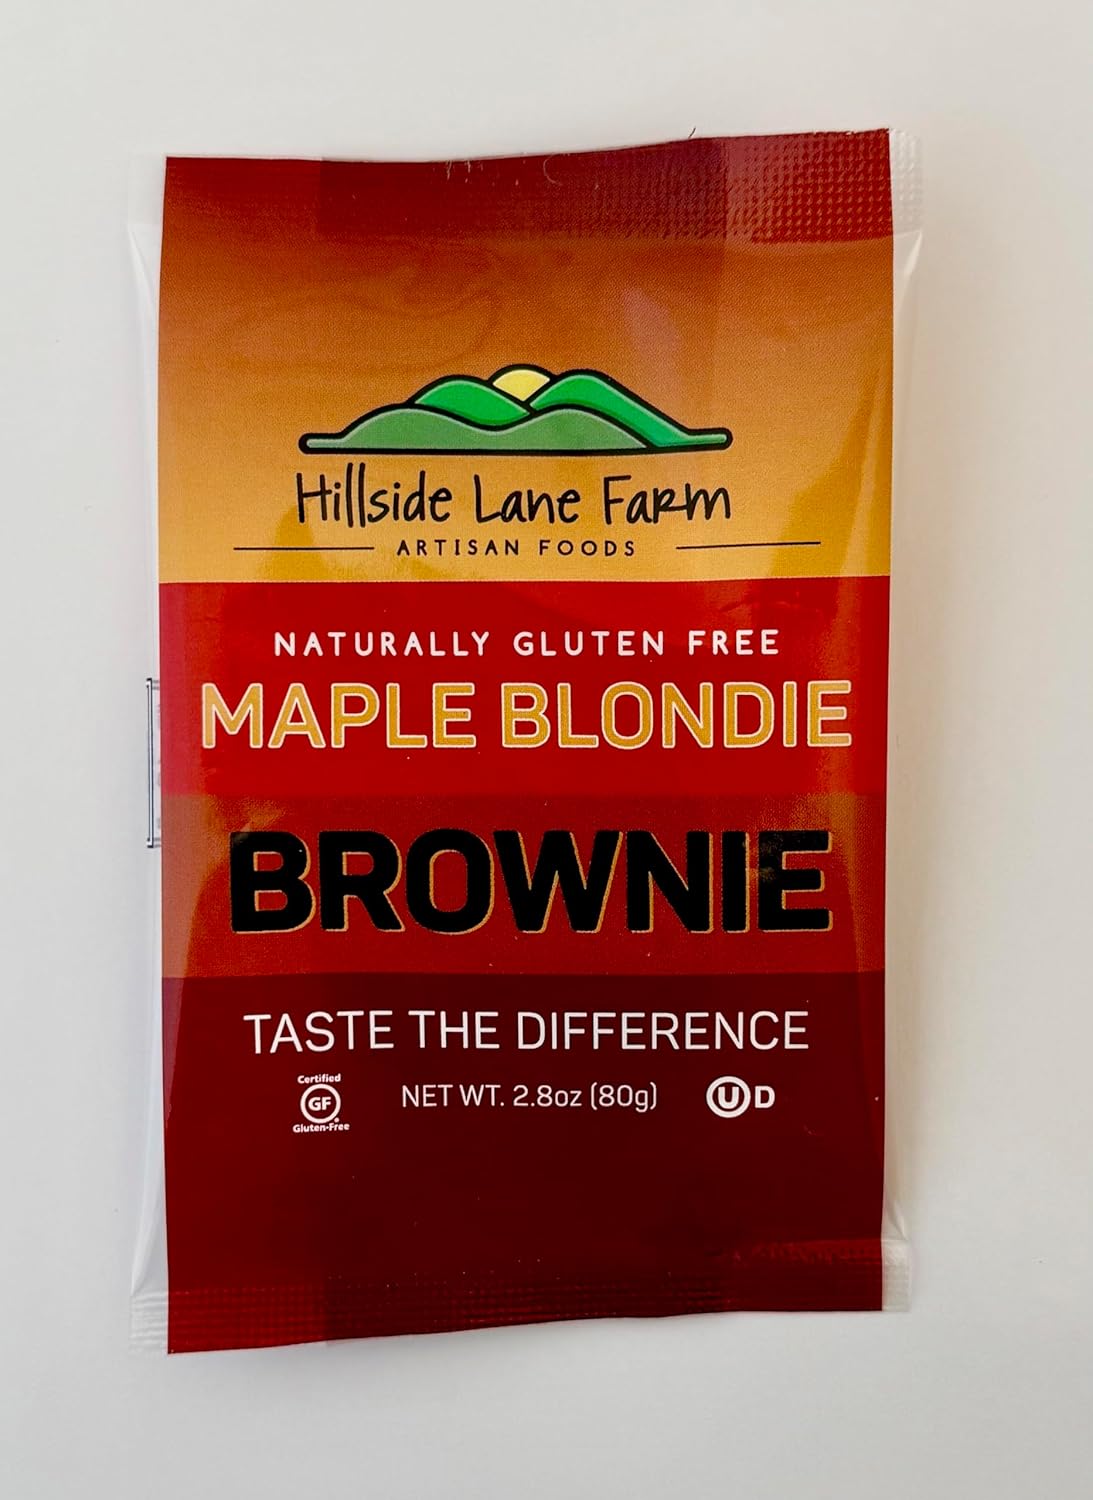 Hillside Lane Farm
ARTISAN FOODS
NATURALLY GLUTEN FREE
MAPLE BLONDIE
BROWNIE
TASTE THE DIFFERENCE
Certified
GF
Gluten-Free
NET WT. 2.8oz (80g)
U D